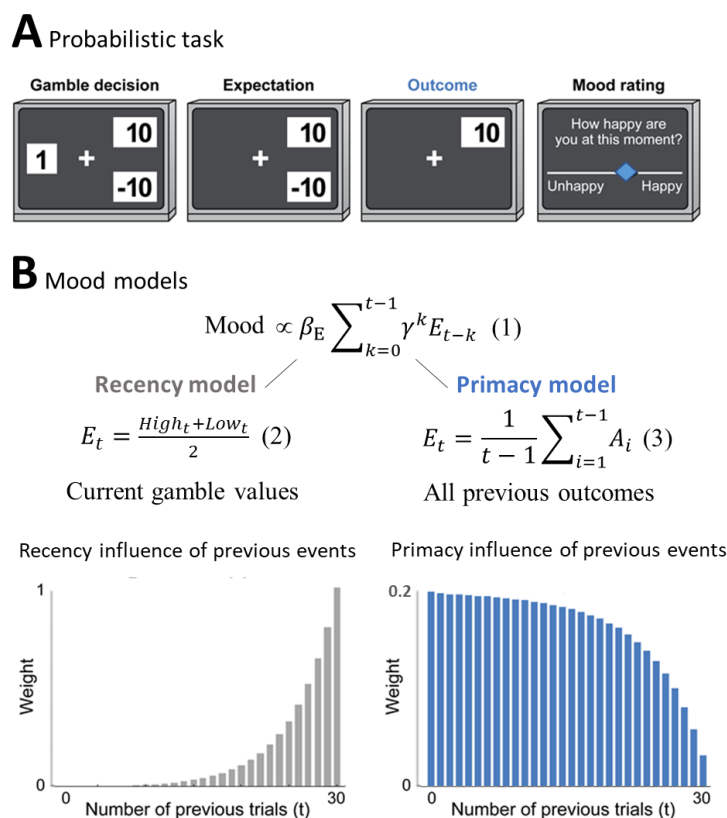 A Probabilistic task
Gamble decision
Expectation
Outcome
Mood rating
1 + 10 -10
+ 10 -10
+ 10
How happy are
you at this moment?
Unhappy Happy
B Mood models
Mood ∝ β_E ∑_{k=0}^{t−1} γ^k E_{t−k} (1)
Recency model
E_t = (High_t+Low_t)/2 (2)
Current gamble values
Primacy model
E_t = 1/(t − 1) ∑_{i=1}^{t−1} A_i (3)
All previous outcomes
Recency influence of previous events
1
Weight
0
0 30
Number of previous trials (t)
Primacy influence of previous events
0.2
Weight
0
0 30
Number of previous trials (t)